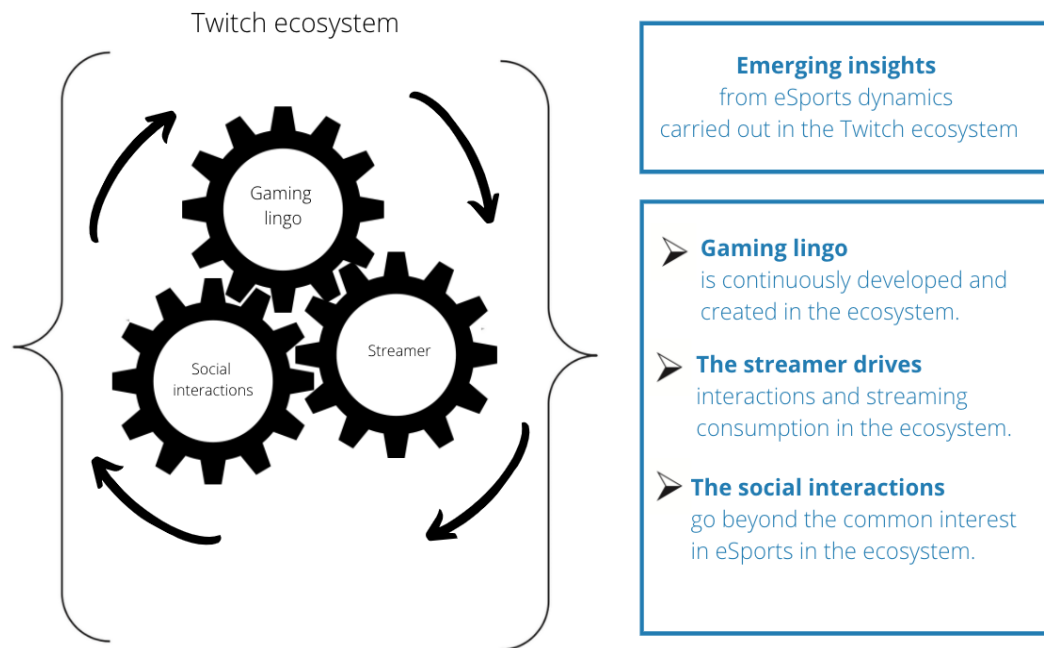 Twitch ecosystem
Gaming
lingo
Social
interactions
Streamer
Emerging insights
from eSports dynamics
carried out in the Twitch ecosystem
Gaming lingo
is continuously developed and
created in the ecosystem.
The streamer drives
interactions and streaming
consumption in the ecosystem.
The social interactions
go beyond the common interest
in eSports in the ecosystem.